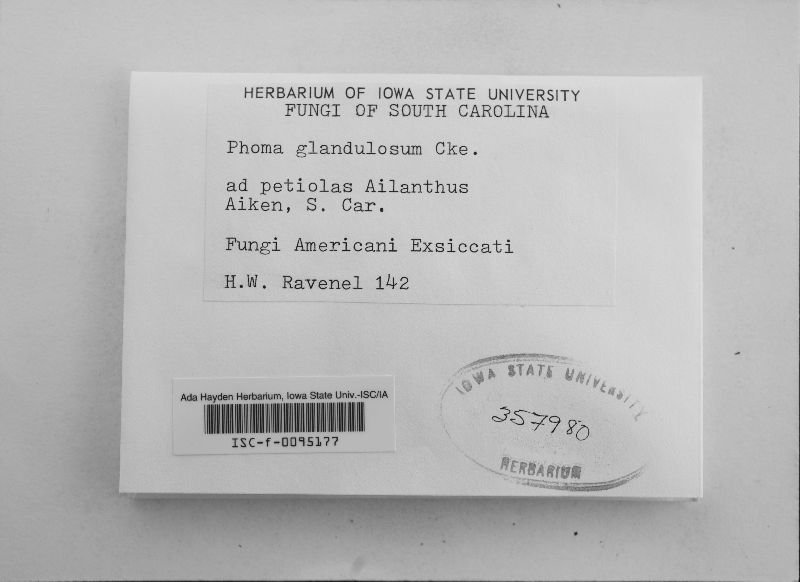 HERBARIUM OF IOWA STATE UNIVERSITY
FUNGI OF SOUTH CAROLINA
Phoma glandulosum Cke.
ad petiolas Ailanthus
Aiken, S. Car.
Fungi Americani Exsiccati
H.W. Ravenel 142
Ada Hayden Herbarium, Iowa State Univ.-ISC/IA
ISC-f-0095177
IOWA STATE UNIVERSITY
357980
HERBARIUM